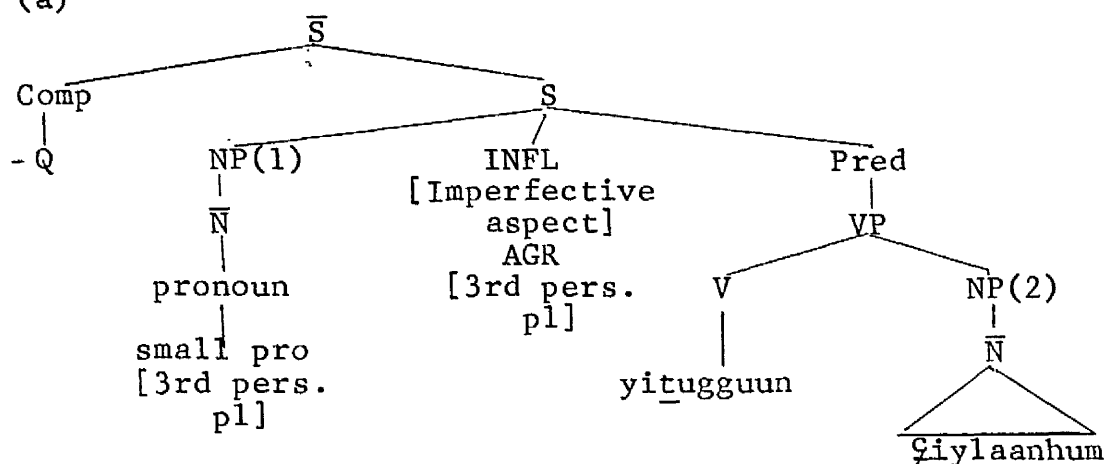 (a)
S̅
Comp S
- Q NP(1) INFL Pred
[Imperfective
N̅ aspect] VP
AGR
pronoun [3rd pers. V NP(2)
pl]
small pro N̅
[3rd pers. yiṯugguun
pl]
ʕiylaanhum